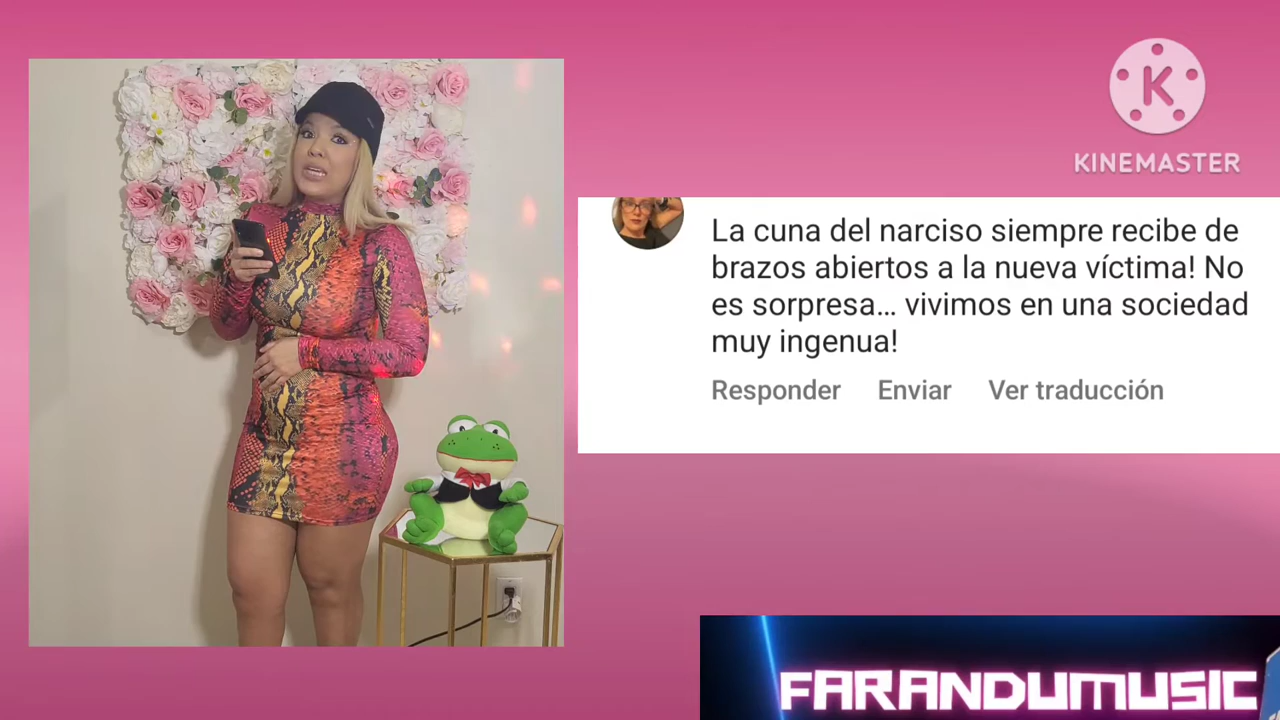 KINEMASTER
La cuna del narciso siempre recibe de
brazos abiertos a la nueva víctima! No
es sorpresa... vivimos en una sociedad
muy ingenua!
Responder Enviar Ver traducción
FARANDUMUSIC